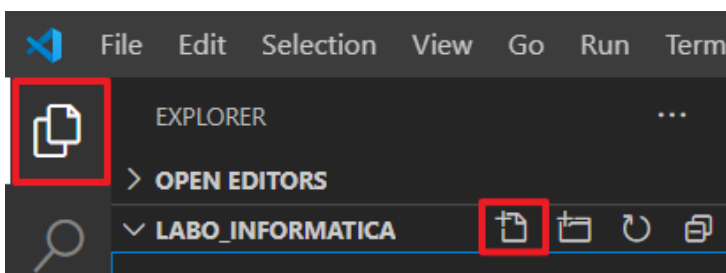 File Edit Selection View Go Run Term
EXPLORER
OPEN EDITORS
LABO_INFORMATICA